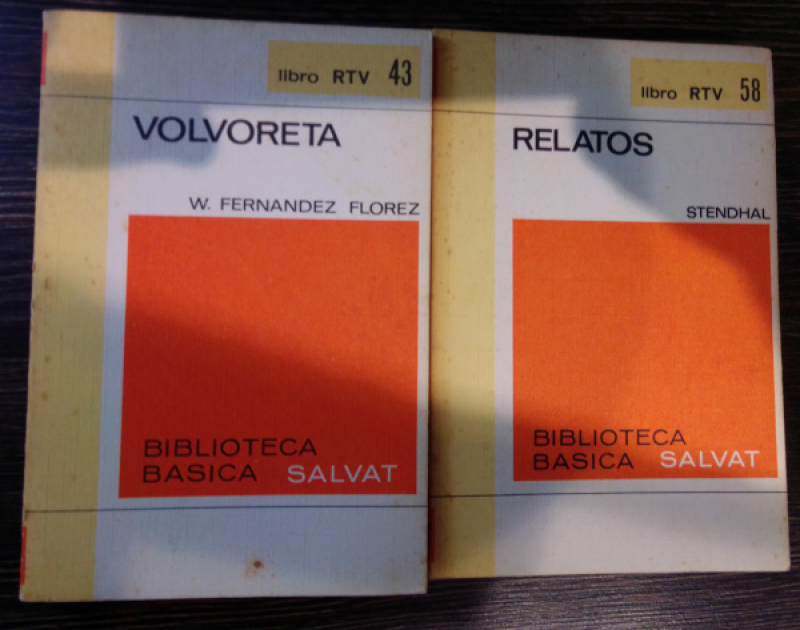 libro RTV 43
VOLVORETA
W. FERNANDEZ FLOREZ
BIBLIOTECA
BASICA SALVAT
libro RTV 58
RELATOS
STENDHAL
BIBLIOTECA
BASICA SALVAT